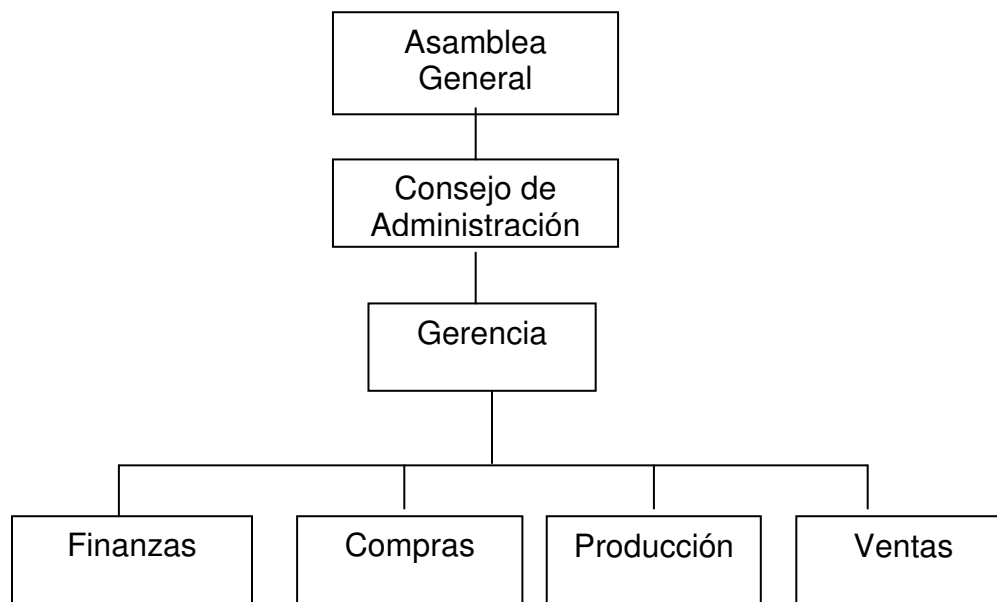 Asamblea
General
Consejo de
Administración
Gerencia
Finanzas
Compras
Producción
Ventas